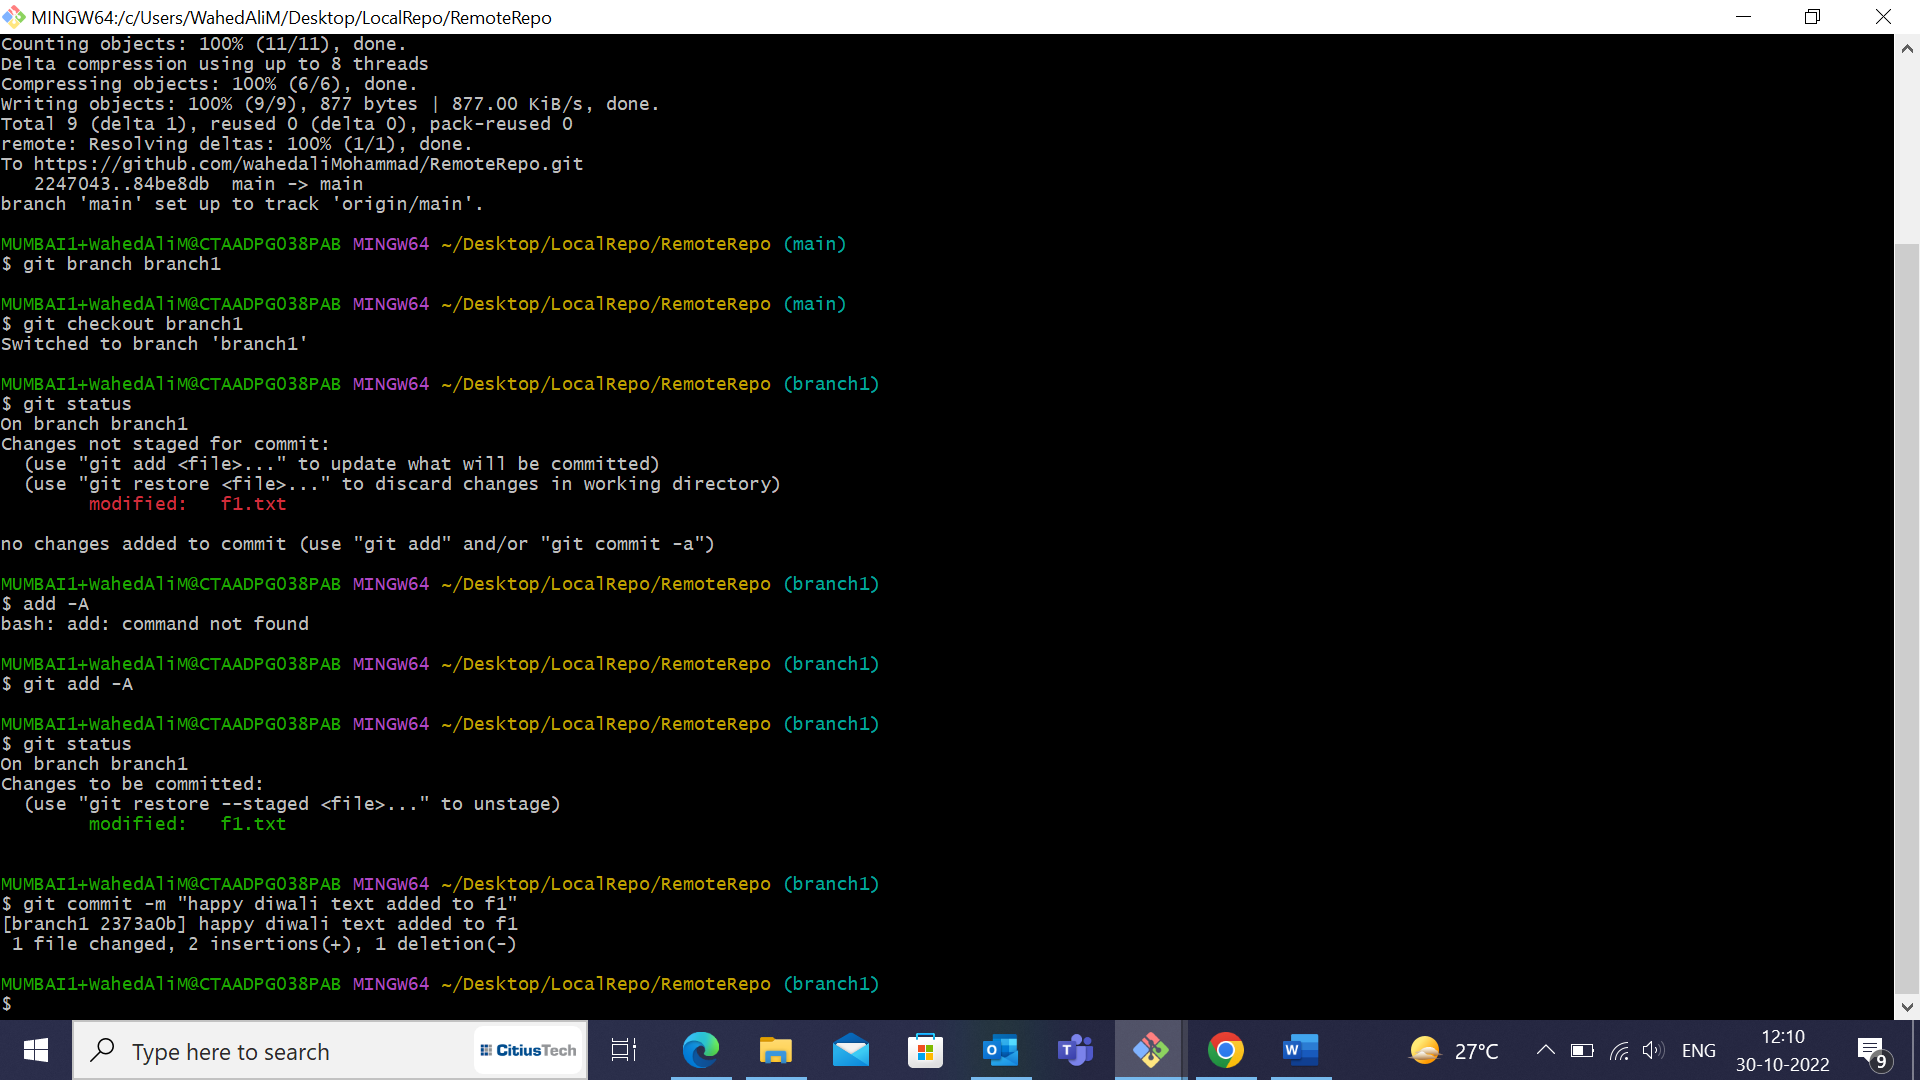 MINGW64:/c/Users/WahedAliM/Desktop/LocalRepo/RemoteRepo
Counting objects: 100% (11/11), done.
Delta compression using up to 8 threads
Compressing objects: 100% (6/6), done.
Writing objects: 100% (9/9), 877 bytes | 877.00 KiB/s, done.
Total 9 (delta 1), reused 0 (delta 0), pack-reused 0
remote: Resolving deltas: 100% (1/1), done.
To https://github.com/wahedaliMohammad/RemoteRepo.git
   2247043..84be8db  main -> main
branch 'main' set up to track 'origin/main'.
MUMBAI1+WahedAliM@CTAADPG038PAB MINGW64 ~/Desktop/LocalRepo/RemoteRepo (main)
$ git branch branch1
MUMBAI1+WahedAliM@CTAADPG038PAB MINGW64 ~/Desktop/LocalRepo/RemoteRepo (main)
$ git checkout branch1
Switched to branch 'branch1'
MUMBAI1+WahedAliM@CTAADPG038PAB MINGW64 ~/Desktop/LocalRepo/RemoteRepo (branch1)
$ git status
On branch branch1
Changes not staged for commit:
  (use "git add <file>..." to update what will be committed)
  (use "git restore <file>..." to discard changes in working directory)
        modified:   f1.txt
no changes added to commit (use "git add" and/or "git commit -a")
MUMBAI1+WahedAliM@CTAADPG038PAB MINGW64 ~/Desktop/LocalRepo/RemoteRepo (branch1)
$ add -A
bash: add: command not found
MUMBAI1+WahedAliM@CTAADPG038PAB MINGW64 ~/Desktop/LocalRepo/RemoteRepo (branch1)
$ git add -A
MUMBAI1+WahedAliM@CTAADPG038PAB MINGW64 ~/Desktop/LocalRepo/RemoteRepo (branch1)
$ git status
On branch branch1
Changes to be committed:
  (use "git restore --staged <file>..." to unstage)
        modified:   f1.txt
MUMBAI1+WahedAliM@CTAADPG038PAB MINGW64 ~/Desktop/LocalRepo/RemoteRepo (branch1)
$ git commit -m "happy diwali text added to f1"
[branch1 2373a0b] happy diwali text added to f1
 1 file changed, 2 insertions(+), 1 deletion(-)
MUMBAI1+WahedAliM@CTAADPG038PAB MINGW64 ~/Desktop/LocalRepo/RemoteRepo (branch1)
$
Type here to search
CitiusTech
27°C
ENG
12:10
30-10-2022
9